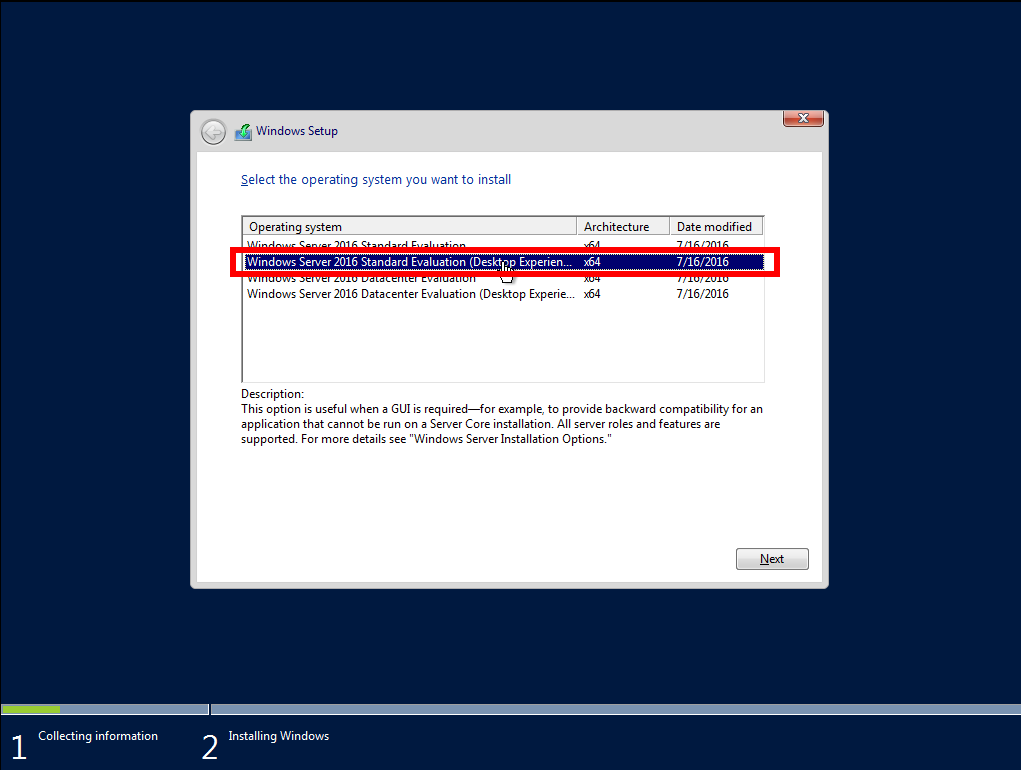 Windows Setup
Select the operating system you want to install
Operating system Architecture Date modified
Windows Server 2016 Standard Evaluation x64 7/16/2016
Windows Server 2016 Standard Evaluation (Desktop Experien... x64 7/16/2016
Windows Server 2016 Datacenter Evaluation x64 7/16/2016
Windows Server 2016 Datacenter Evaluation (Desktop Experie... x64 7/16/2016
Description:
This option is useful when a GUI is required—for example, to provide backward compatibility for an
application that cannot be run on a Server Core installation. All server roles and features are
supported. For more details see "Windows Server Installation Options."
Next
1 Collecting information 2 Installing Windows